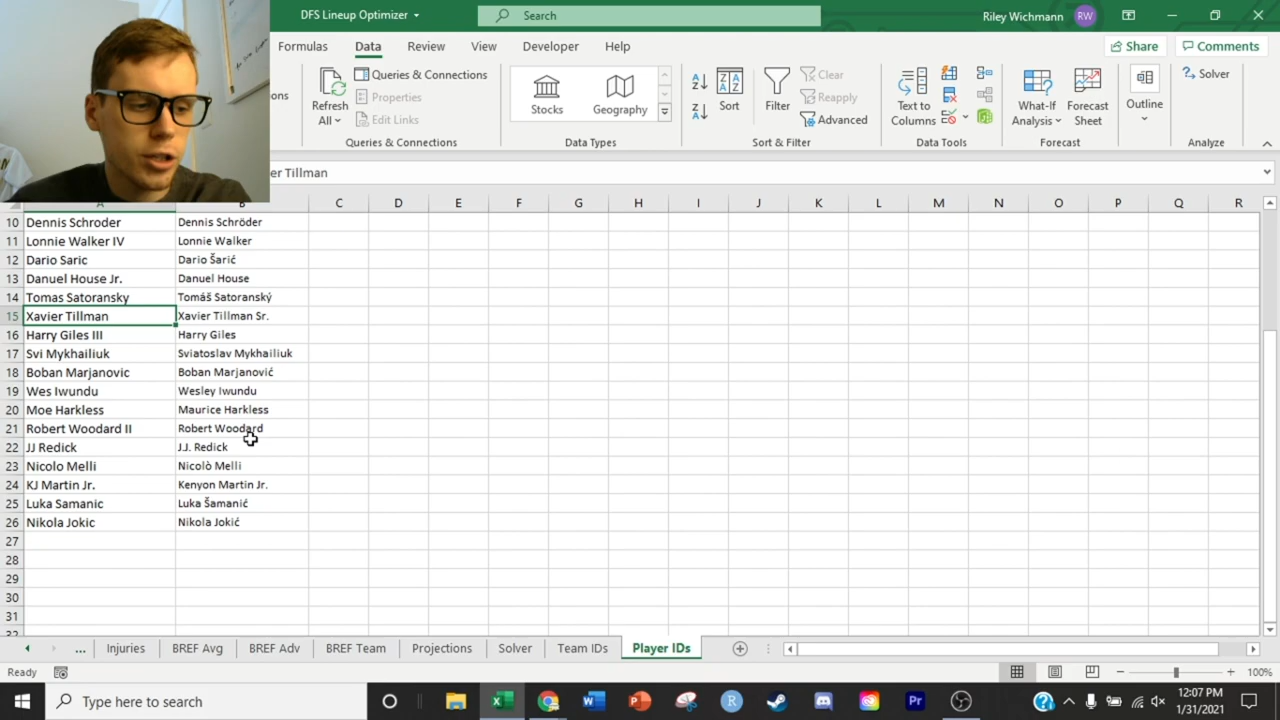 DFS Lineup Optimizer
Search
Riley Wichmann
RW
Formulas
Data
Review
View
Developer
Help
Share
Comments
ons
Refresh All
Queries & Connections
Properties
Edit Links
Queries & Connections
Stocks
Geography
Data Types
Sort
Filter
Clear
Reapply
Advanced
Sort & Filter
Text to Columns
Data Tools
What-If Analysis
Forecast Sheet
Forecast
Outline
Solver
Analyze
er Tillman
B C D E F G H I J K L M N O P Q R
10 Dennis Schroder Dennis Schröder
11 Lonnie Walker IV Lonnie Walker
12 Dario Saric Dario Šarić
13 Danuel House Jr. Danuel House
14 Tomas Satoransky Tomáš Satoranský
15 Xavier Tillman Xavier Tillman Sr.
16 Harry Giles III Harry Giles
17 Svi Mykhailiuk Sviatoslav Mykhailiuk
18 Boban Marjanovic Boban Marjanović
19 Wes Iwundu Wesley Iwundu
20 Moe Harkless Maurice Harkless
21 Robert Woodard II Robert Woodard
22 JJ Redick J.J. Redick
23 Nicolo Melli Nicolò Melli
24 KJ Martin Jr. Kenyon Martin Jr.
25 Luka Samanic Luka Šamanić
26 Nikola Jokic Nikola Jokić
27
28
29
30
31
32
... Injuries BREF Avg BREF Adv BREF Team Projections Solver Team IDs Player IDs
Ready
100%
Type here to search
12:07 PM
1/31/2021